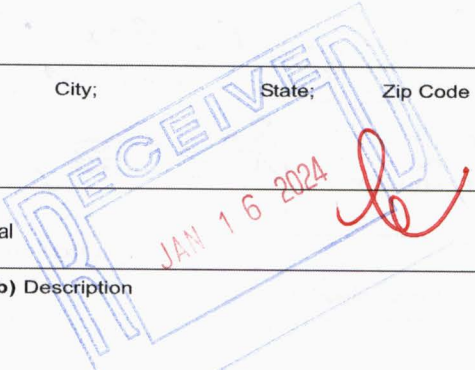 City; State; Zip Code
RECEIVED
JAN 16 2024
al
b) Description